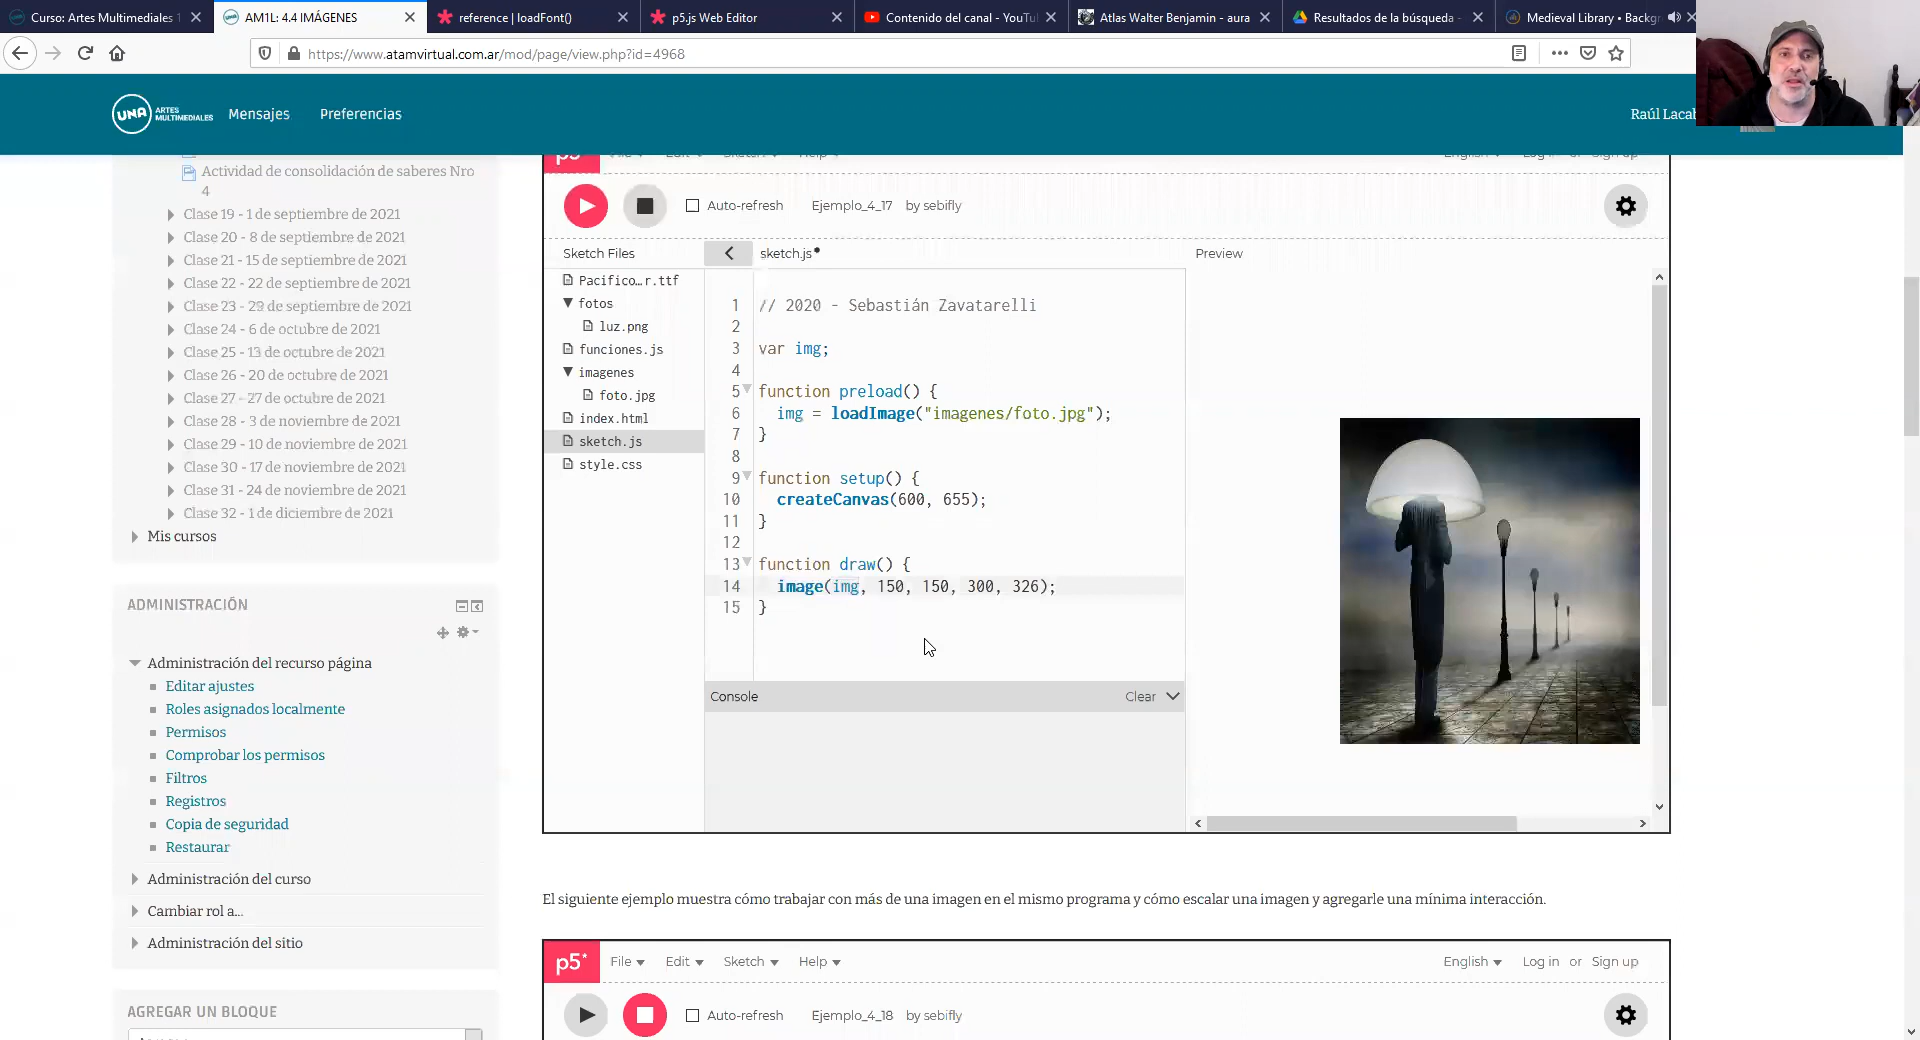 Curso: Artes Multimediales 1
AM1L: 4.4 IMÁGENES
reference | loadFont()
p5.js Web Editor
Contenido del canal - YouTu
Atlas Walter Benjamin - aura
Resultados de la búsqueda -
Medieval Library • Backgr
https://www.atamvirtual.com.ar/mod/page/view.php?id=4968
UNA ARTES MULTIMEDIALES
Mensajes
Preferencias
Raúl Lacab
Actividad de consolidación de saberes Nro
4
Clase 19 - 1 de septiembre de 2021
Clase 20 - 8 de septiembre de 2021
Clase 21 - 15 de septiembre de 2021
Clase 22 - 22 de septiembre de 2021
Clase 23 - 29 de septiembre de 2021
Clase 24 - 6 de octubre de 2021
Clase 25 - 13 de octubre de 2021
Clase 26 - 20 de octubre de 2021
Clase 27 - 27 de octubre de 2021
Clase 28 - 3 de noviembre de 2021
Clase 29 - 10 de noviembre de 2021
Clase 30 - 17 de noviembre de 2021
Clase 31 - 24 de noviembre de 2021
Clase 32 - 1 de diciembre de 2021
Mis cursos
ADMINISTRACIÓN
Administración del recurso página
Editar ajustes
Roles asignados localmente
Permisos
Comprobar los permisos
Filtros
Registros
Copia de seguridad
Restaurar
Administración del curso
Cambiar rol a...
Administración del sitio
AGREGAR UN BLOQUE
Auto-refresh
Ejemplo_4_17
by sebifly
Sketch Files
sketch.js
Preview
Pacifico…r.ttf
fotos
luz.png
funciones.js
imagenes
foto.jpg
index.html
sketch.js
style.css
1 // 2020 - Sebastián Zavatarelli
2
3 var img;
4
5 function preload() {
6 img = loadImage("imagenes/foto.jpg");
7 }
8
9 function setup() {
10 createCanvas(600, 655);
11 }
12
13 function draw() {
14 image(img, 150, 150, 300, 326);
15 }
Console
Clear
El siguiente ejemplo muestra cómo trabajar con más de una imagen en el mismo programa y cómo escalar una imagen y agregarle una mínima interacción.
p5*
File
Edit
Sketch
Help
English
Log in or Sign up
Auto-refresh
Ejemplo_4_18
by sebifly